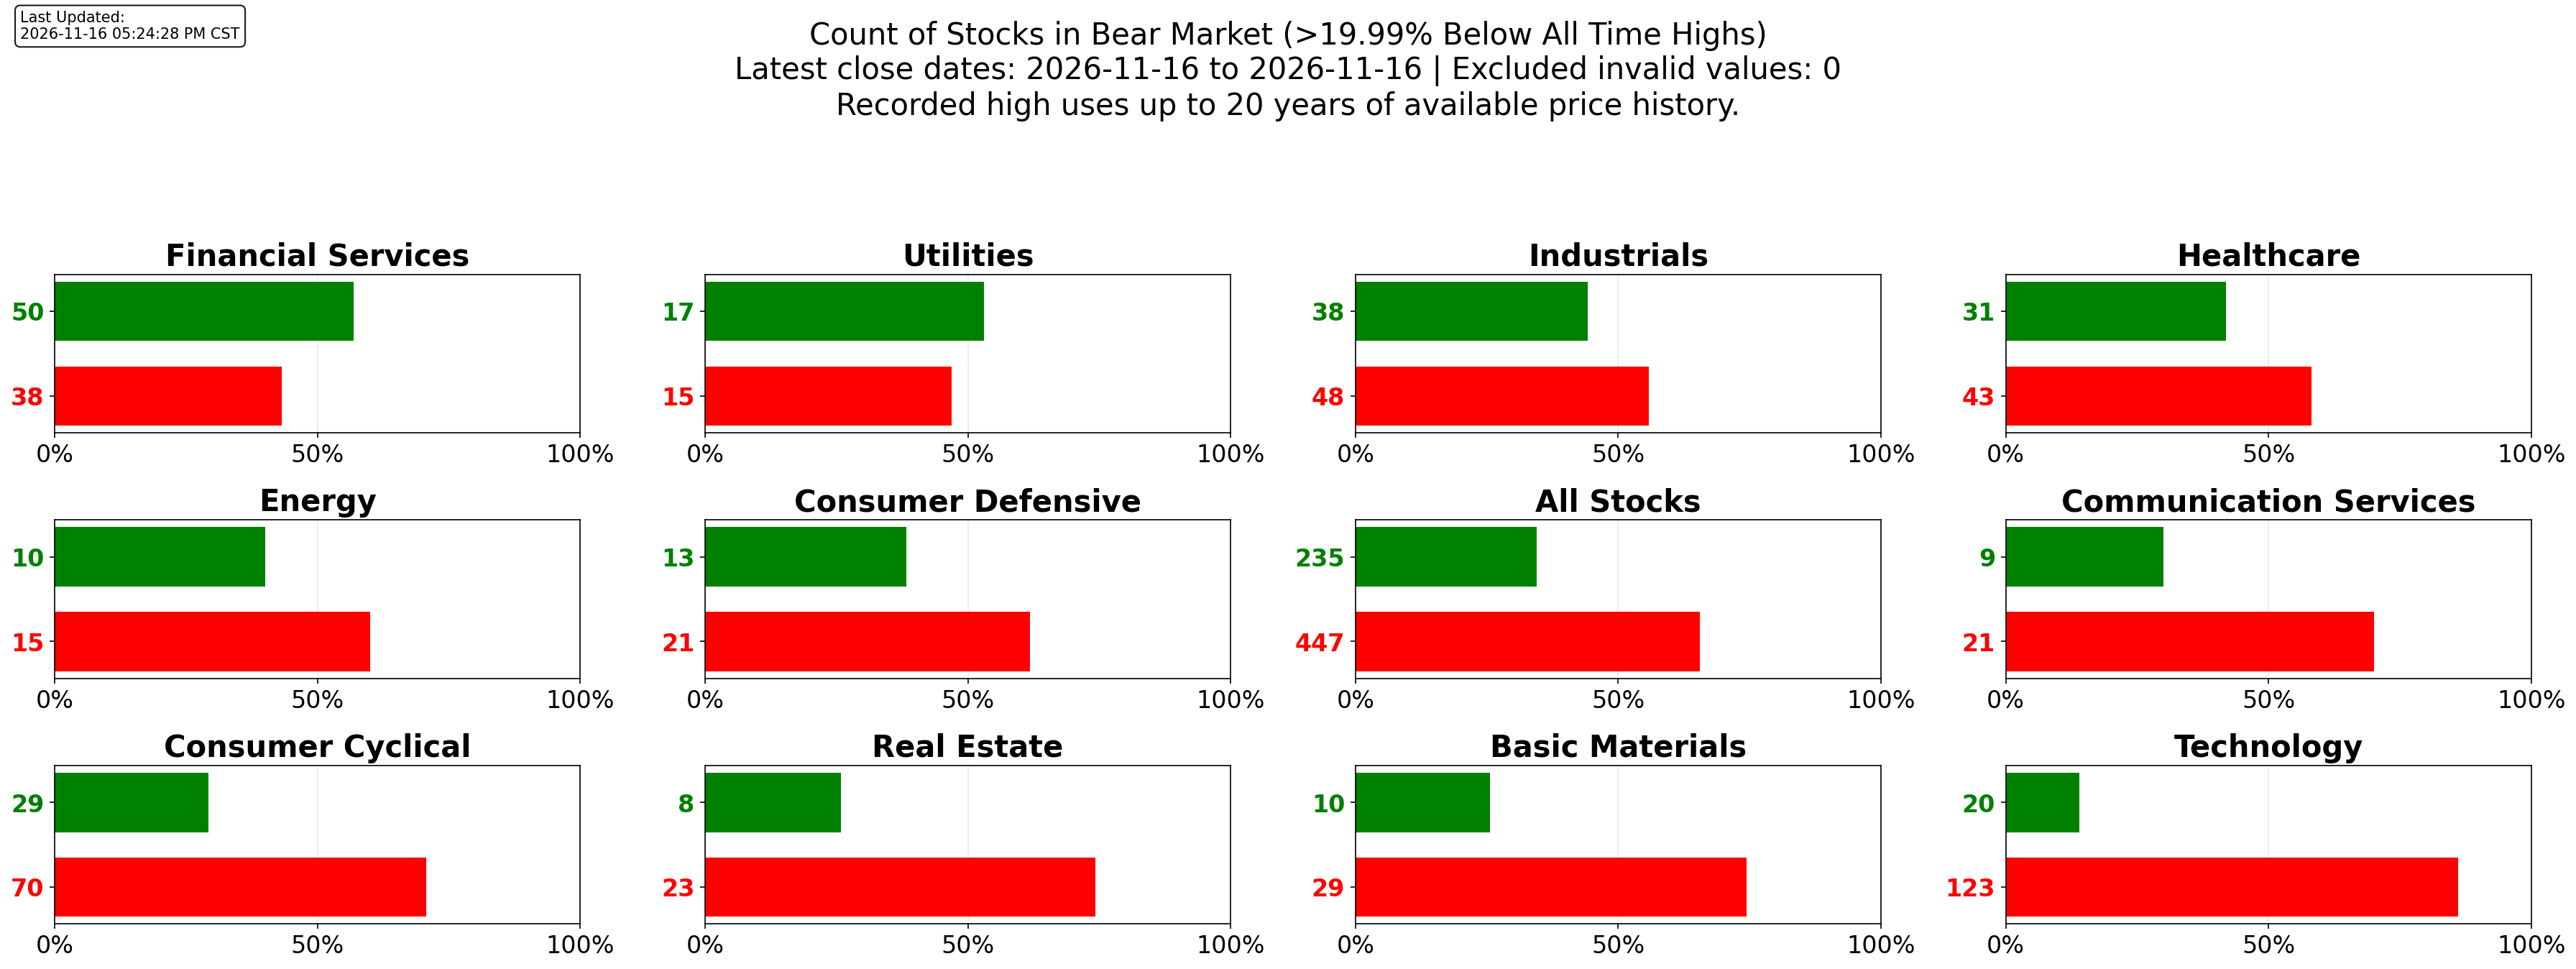 Last Updated:
2026-11-16 05:24:28 PM CST
Count of Stocks in Bear Market (>19.99% Below All Time Highs)
Latest close dates: 2026-11-16 to 2026-11-16 | Excluded invalid values: 0
Recorded high uses up to 20 years of available price history.
Financial Services
50
38
0% 50% 100%
Utilities
17
15
0% 50% 100%
Industrials
38
48
0% 50% 100%
Healthcare
31
43
0% 50% 100%
Energy
10
15
0% 50% 100%
Consumer Defensive
13
21
0% 50% 100%
All Stocks
235
447
0% 50% 100%
Communication Services
9
21
0% 50% 100%
Consumer Cyclical
29
70
0% 50% 100%
Real Estate
8
23
0% 50% 100%
Basic Materials
10
29
0% 50% 100%
Technology
20
123
0% 50% 100%